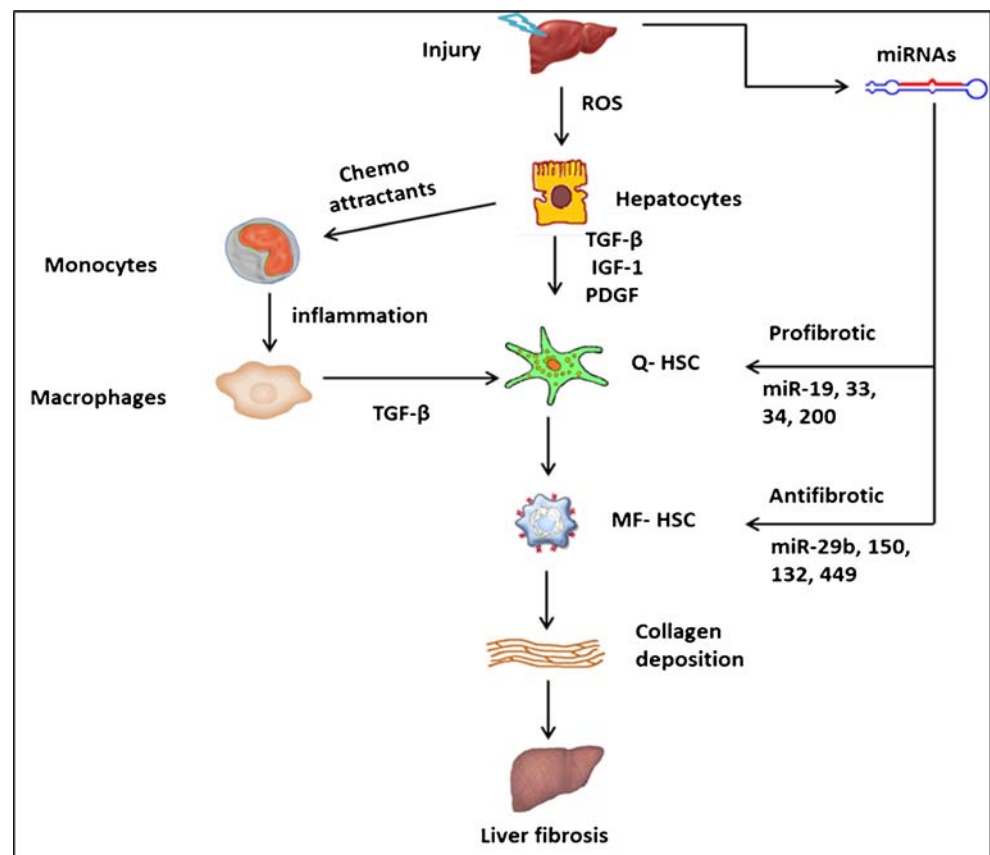 Injury
miRNAs
ROS
Chemo
attractants
Hepatocytes
TGF-β
IGF-1
PDGF
Monocytes
inflammation
Macrophages
TGF-β
Q- HSC
Profibrotic
miR-19, 33,
34, 200
MF- HSC
Antifibrotic
miR-29b, 150,
132, 449
Collagen
deposition
Liver fibrosis